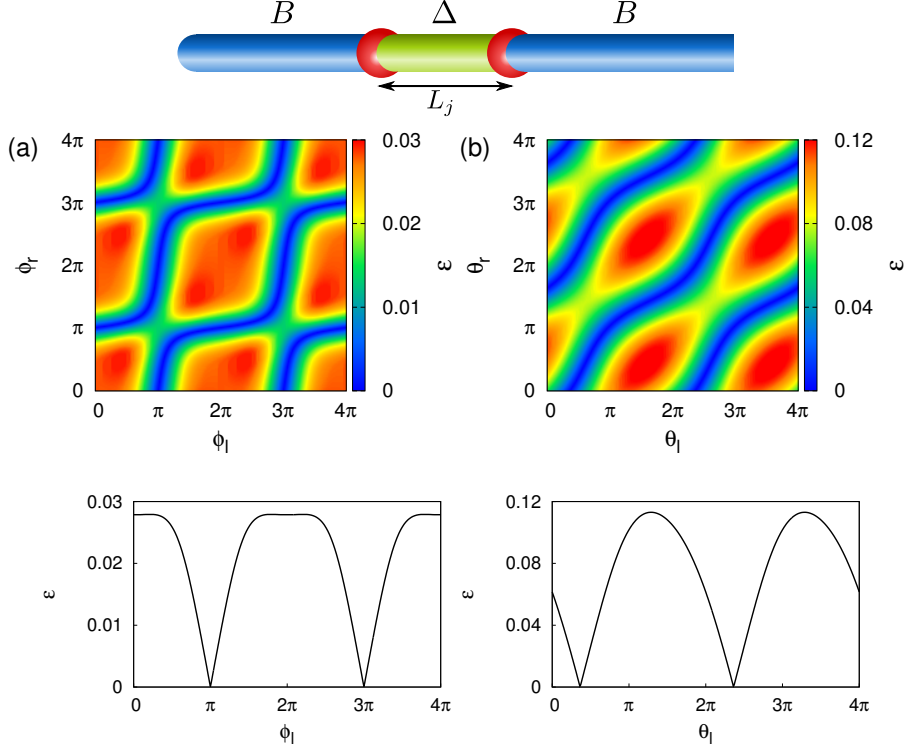 B Δ B
L_j
(a) (b)
4π 3π 2π π 0
ϕ_r
0 π 2π 3π 4π
ϕ_l
0.03 0.02 0.01 0
ε
4π 3π 2π π 0
θ_r
0 π 2π 3π 4π
θ_l
0.12 0.08 0.04 0
ε
0.03 0.02 0.01 0
ε
0 π 2π 3π 4π
ϕ_l
0.12 0.08 0.04 0
ε
0 π 2π 3π 4π
θ_l